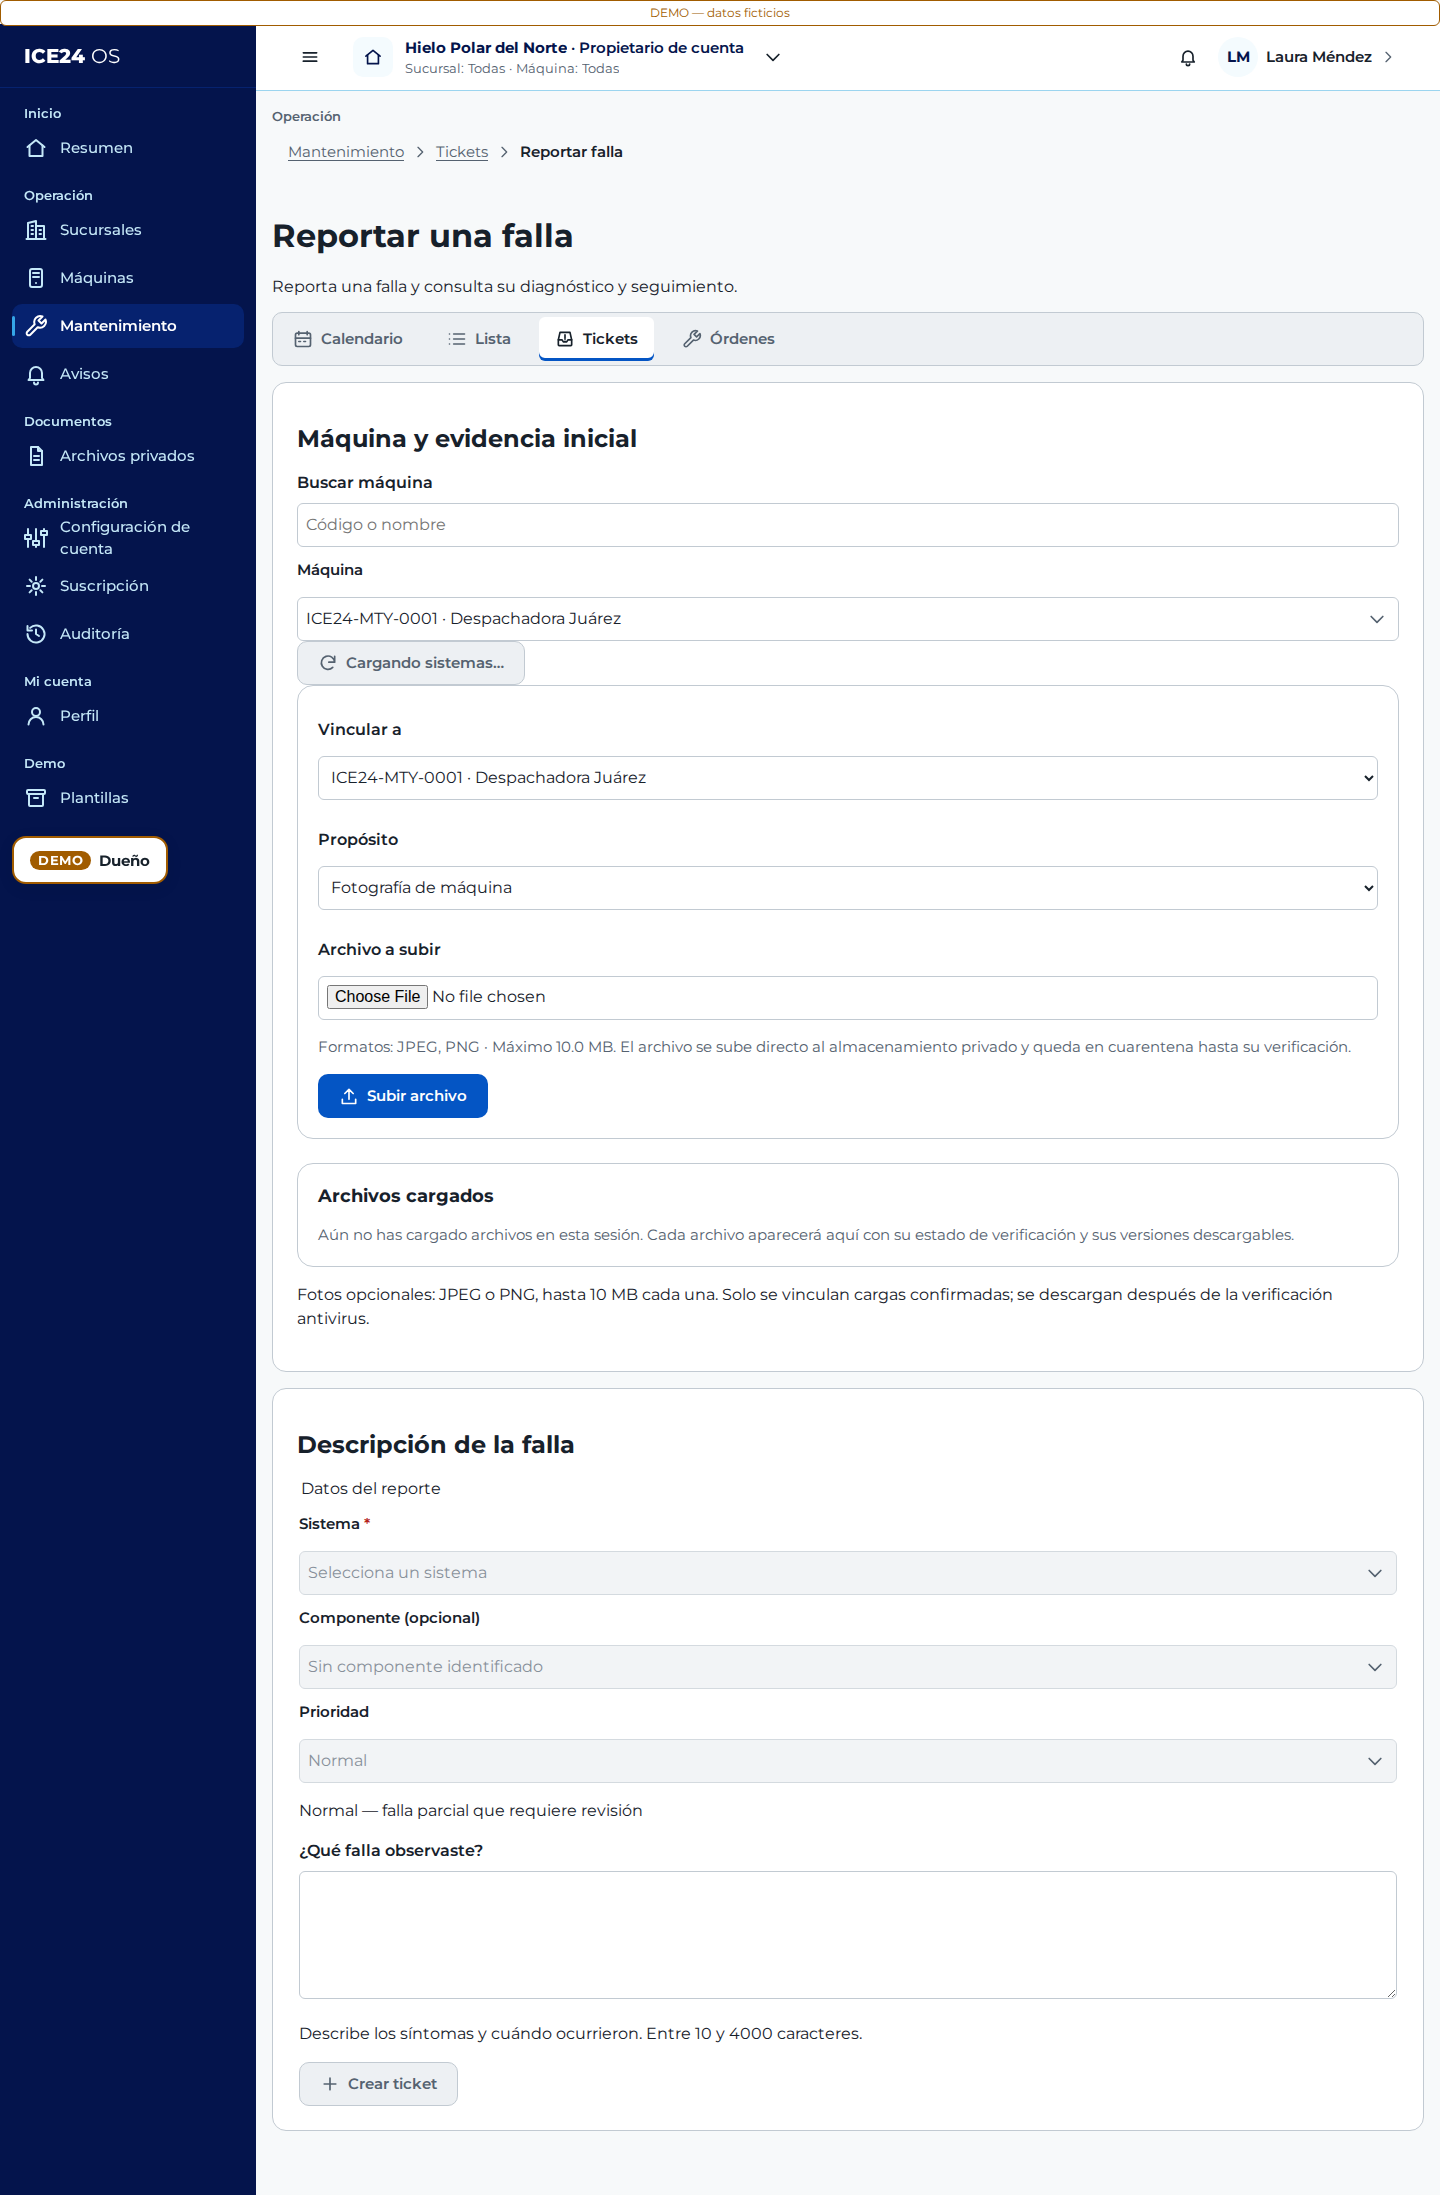 DEMO — datos ficticios
ICE24 OS
Inicio
Resumen
Operación
Sucursales
Máquinas
Mantenimiento
Avisos
Documentos
Archivos privados
Administración
Configuración de
cuenta
Suscripción
Auditoría
Mi cuenta
Perfil
Demo
Plantillas
DEMO Dueño
Hielo Polar del Norte · Propietario de cuenta
Sucursal: Todas · Máquina: Todas
LM Laura Méndez
Operación
Mantenimiento > Tickets > Reportar falla
Reportar una falla
Reporta una falla y consulta su diagnóstico y seguimiento.
Calendario Lista Tickets Órdenes
Máquina y evidencia inicial
Buscar máquina
Código o nombre
Máquina
ICE24-MTY-0001 · Despachadora Juárez
Cargando sistemas...
Vincular a
ICE24-MTY-0001 · Despachadora Juárez
Propósito
Fotografía de máquina
Archivo a subir
Choose File No file chosen
Formatos: JPEG, PNG · Máximo 10.0 MB. El archivo se sube directo al almacenamiento privado y queda en cuarentena hasta su verificación.
Subir archivo
Archivos cargados
Aún no has cargado archivos en esta sesión. Cada archivo aparecerá aquí con su estado de verificación y sus versiones descargables.
Fotos opcionales: JPEG o PNG, hasta 10 MB cada una. Solo se vinculan cargas confirmadas; se descargan después de la verificación
antivirus.
Descripción de la falla
Datos del reporte
Sistema *
Selecciona un sistema
Componente (opcional)
Sin componente identificado
Prioridad
Normal
Normal — falla parcial que requiere revisión
¿Qué falla observaste?
Describe los síntomas y cuándo ocurrieron. Entre 10 y 4000 caracteres.
Crear ticket